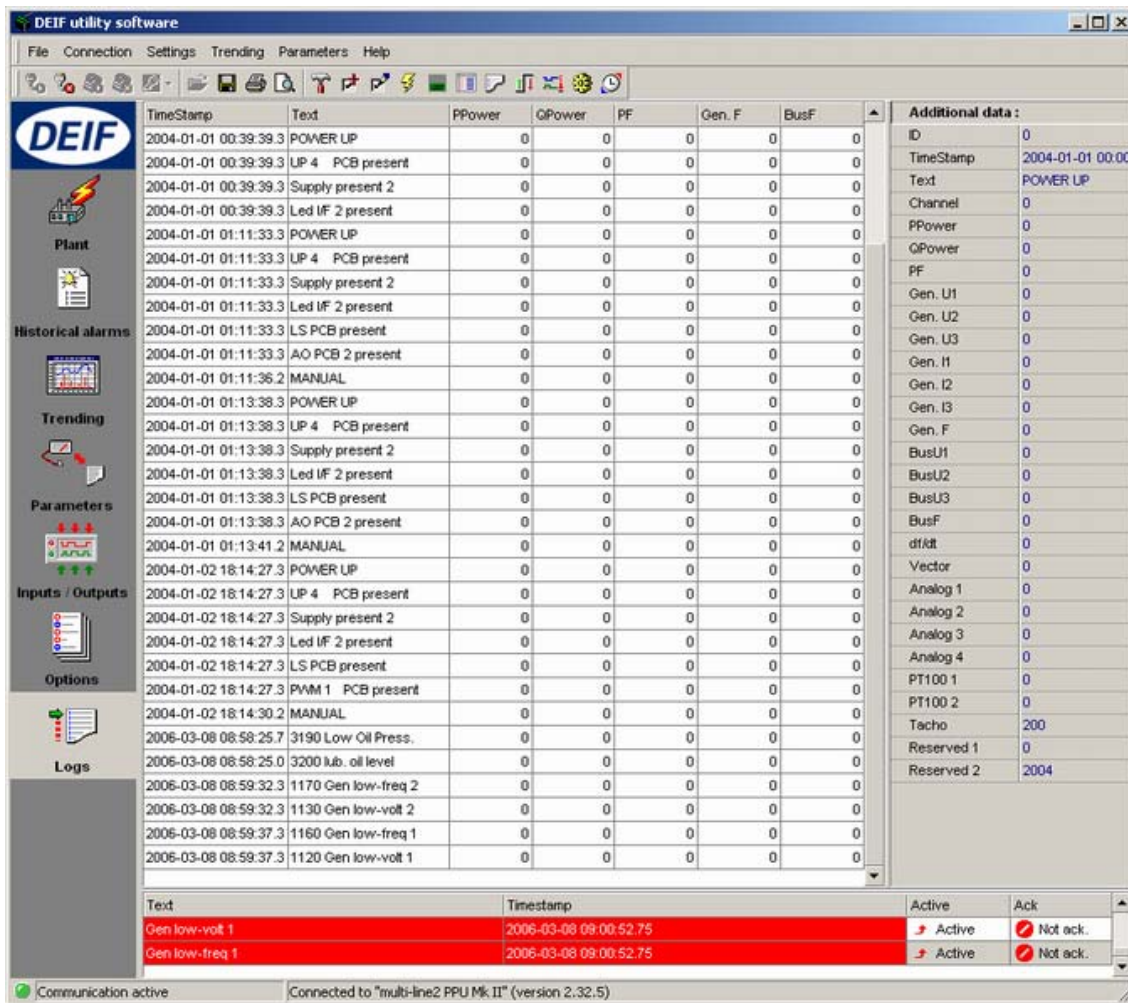 DEIF utility software
File Connection Settings Trending Parameters Help
DEIF
Plant
Historical alarms
Trending
Parameters
Inputs / Outputs
Options
Logs
TimeStamp Text PPower QPower PF Gen. F BusF
2004-01-01 00:39:39.3 POWER UP 0 0 0 0 0
2004-01-01 00:39:39.3 UP 4 PCB present 0 0 0 0 0
2004-01-01 00:39:39.3 Supply present 2 0 0 0 0 0
2004-01-01 00:39:39.3 Led I/F 2 present 0 0 0 0 0
2004-01-01 01:11:33.3 POWER UP 0 0 0 0 0
2004-01-01 01:11:33.3 UP 4 PCB present 0 0 0 0 0
2004-01-01 01:11:33.3 Supply present 2 0 0 0 0 0
2004-01-01 01:11:33.3 Led I/F 2 present 0 0 0 0 0
2004-01-01 01:11:33.3 LS PCB present 0 0 0 0 0
2004-01-01 01:11:33.3 AO PCB 2 present 0 0 0 0 0
2004-01-01 01:11:36.2 MANUAL 0 0 0 0 0
2004-01-01 01:13:38.3 POWER UP 0 0 0 0 0
2004-01-01 01:13:38.3 UP 4 PCB present 0 0 0 0 0
2004-01-01 01:13:38.3 Supply present 2 0 0 0 0 0
2004-01-01 01:13:38.3 Led I/F 2 present 0 0 0 0 0
2004-01-01 01:13:38.3 LS PCB present 0 0 0 0 0
2004-01-01 01:13:38.3 AO PCB 2 present 0 0 0 0 0
2004-01-01 01:13:41.2 MANUAL 0 0 0 0 0
2004-01-02 18:14:27.3 POWER UP 0 0 0 0 0
2004-01-02 18:14:27.3 UP 4 PCB present 0 0 0 0 0
2004-01-02 18:14:27.3 Supply present 2 0 0 0 0 0
2004-01-02 18:14:27.3 Led I/F 2 present 0 0 0 0 0
2004-01-02 18:14:27.3 LS PCB present 0 0 0 0 0
2004-01-02 18:14:27.3 PWM 1 PCB present 0 0 0 0 0
2004-01-02 18:14:30.2 MANUAL 0 0 0 0 0
2006-03-08 08:58:25.7 3190 Low Oil Press. 0 0 0 0 0
2006-03-08 08:58:25.0 3200 lub. oil level 0 0 0 0 0
2006-03-08 08:59:32.3 1170 Gen low-freq 2 0 0 0 0 0
2006-03-08 08:59:32.3 1130 Gen low-volt 2 0 0 0 0 0
2006-03-08 08:59:37.3 1160 Gen low-freq 1 0 0 0 0 0
2006-03-08 08:59:37.3 1120 Gen low-volt 1 0 0 0 0 0
Additional data :
ID 0
TimeStamp 2004-01-01 00:00
Text POWER UP
Channel 0
PPower 0
QPower 0
PF 0
Gen. U1 0
Gen. U2 0
Gen. U3 0
Gen. I1 0
Gen. I2 0
Gen. I3 0
Gen. F 0
BusU1 0
BusU2 0
BusU3 0
BusF 0
df/dt 0
Vector 0
Analog 1 0
Analog 2 0
Analog 3 0
Analog 4 0
PT100 1 0
PT100 2 0
Tacho 200
Reserved 1 0
Reserved 2 2004
Text Timestamp Active Ack
Gen low-volt 1 2006-03-08 09:00:52.75 Active Not ack.
Gen low-freq 1 2006-03-08 09:00:52.75 Active Not ack.
Communication active Connected to "multi-line2 PPU Mk II" (version 2.32.5)